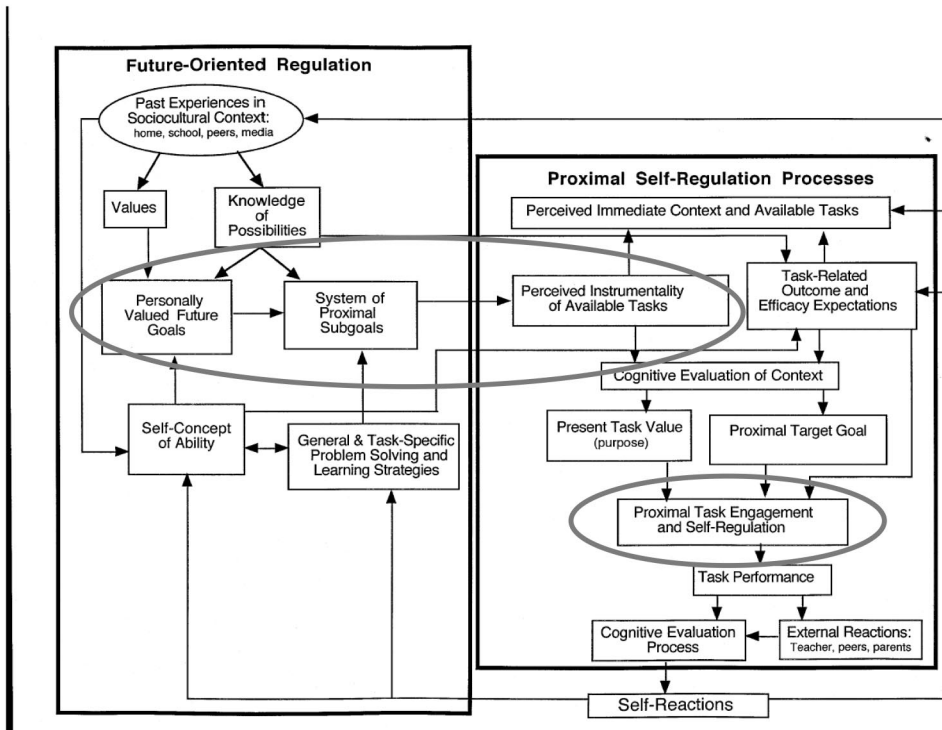 Future-Oriented Regulation
Past Experiences in
Sociocultural Context:
home, school, peers, media
Values
Knowledge
of
Possibilities
Personally
Valued Future
Goals
System of
Proximal
Subgoals
Self-Concept
of Ability
General & Task-Specific
Problem Solving and
Learning Strategies
Proximal Self-Regulation Processes
Perceived Immediate Context and Available Tasks
Perceived Instrumentality
of Available Tasks
Task-Related
Outcome and
Efficacy Expectations
Cognitive Evaluation of Context
Present Task Value
(purpose)
Proximal Target Goal
Proximal Task Engagement
and Self-Regulation
Task Performance
Cognitive Evaluation
Process
External Reactions:
Teacher, peers, parents
Self-Reactions